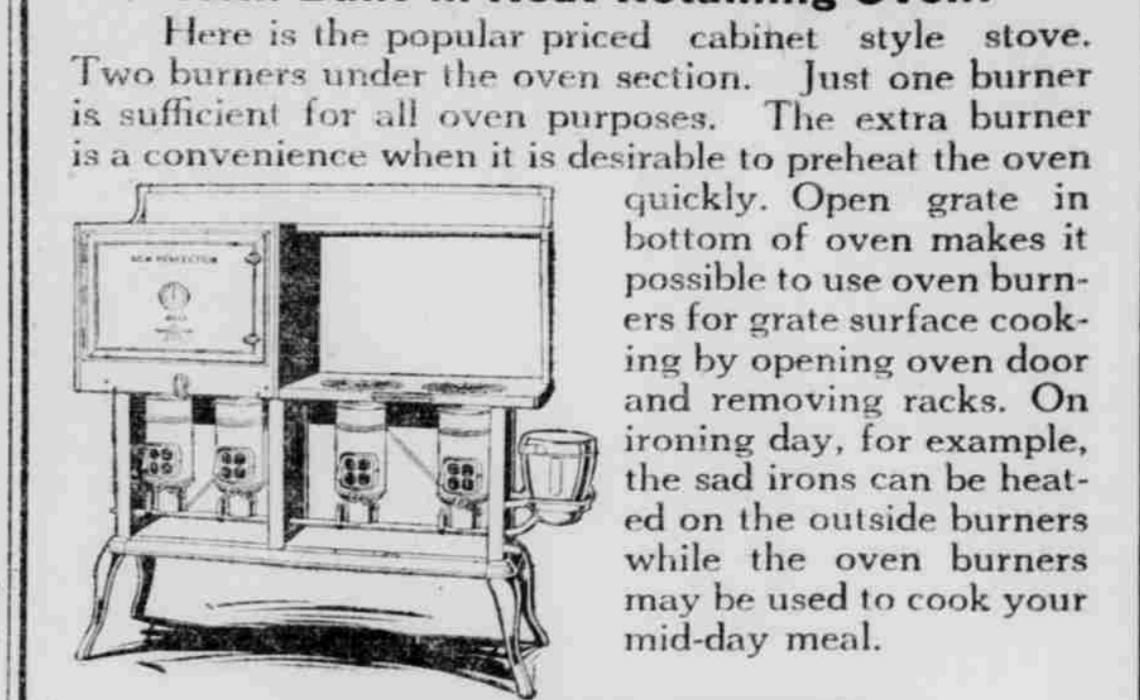 Here is the popular priced cabinet style stove.
Two burners under the oven section. Just one burner
is sufficient for all oven purposes. The extra burner
is a convenience when it is desirable to preheat the oven
quickly. Open grate in
bottom of oven makes it
possible to use oven burn-
ers for grate surface cook-
ing by opening oven door
and removing racks. On
ironing day, for example,
the sad irons can be heat-
ed on the outside burners
while the oven burners
may be used to cook your
mid-day meal.
NEW PERFECTION